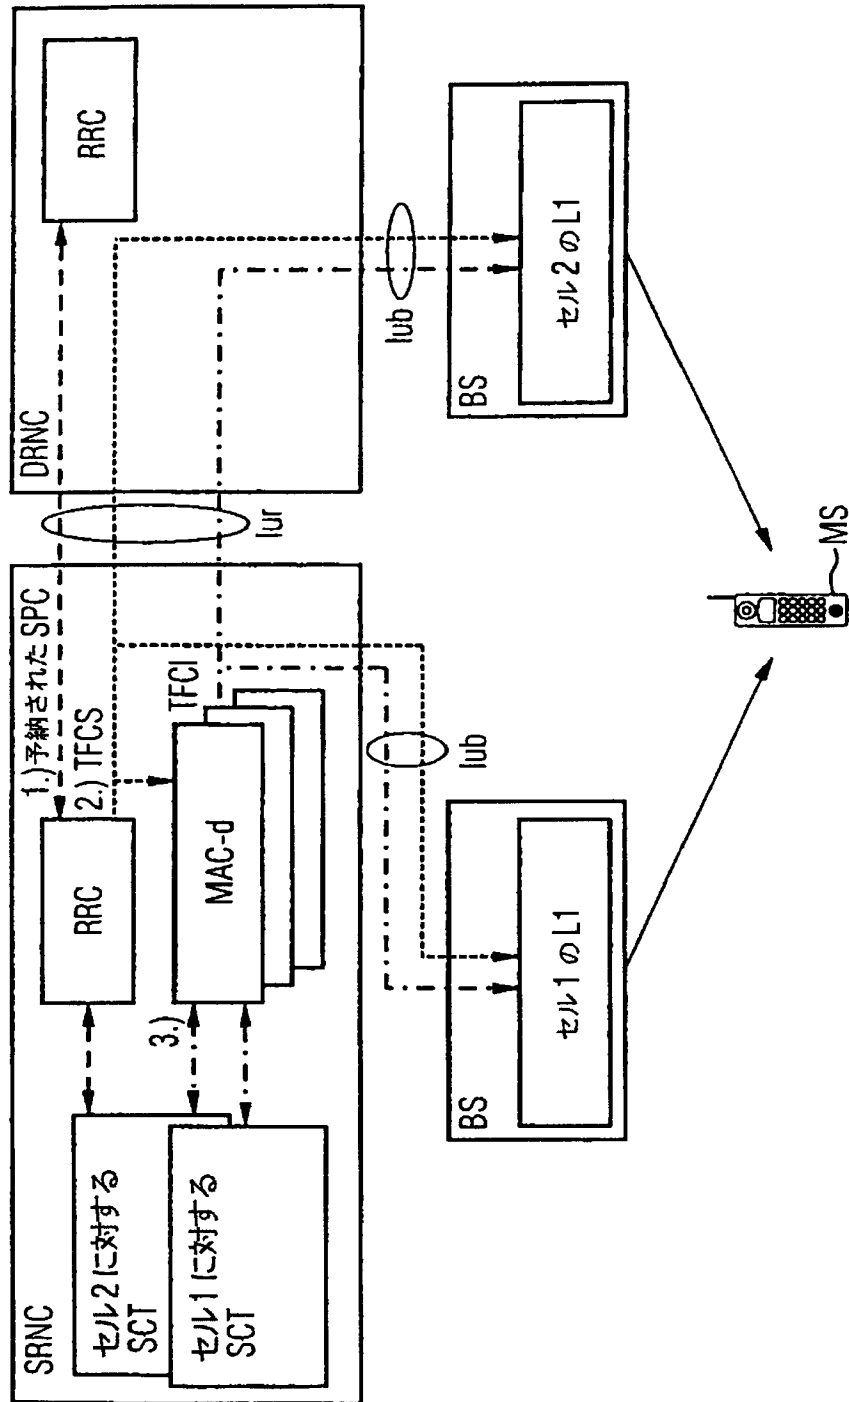 SRNC
セル2に対する
SCT
セル1に対する
SCT
RRC
1.)予納されたSPC
2.) TFCS
3.)
MAC-d
TFCI
Iur
DRNC
RRC
Iub
Iub
BS
セル1のL1
BS
セル2のL1
MS